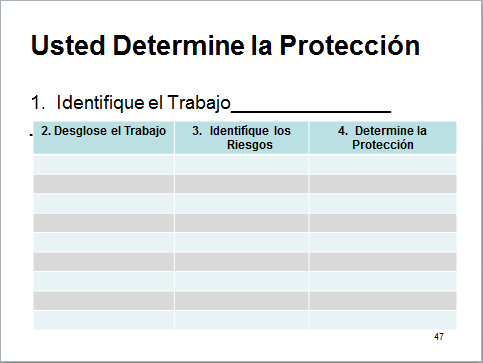 Usted Determine la Protección
1. Identifique el Trabajo_______________
2. Desglose el Trabajo
3. Identifique los
Riesgos
4. Determine la
Protección
47